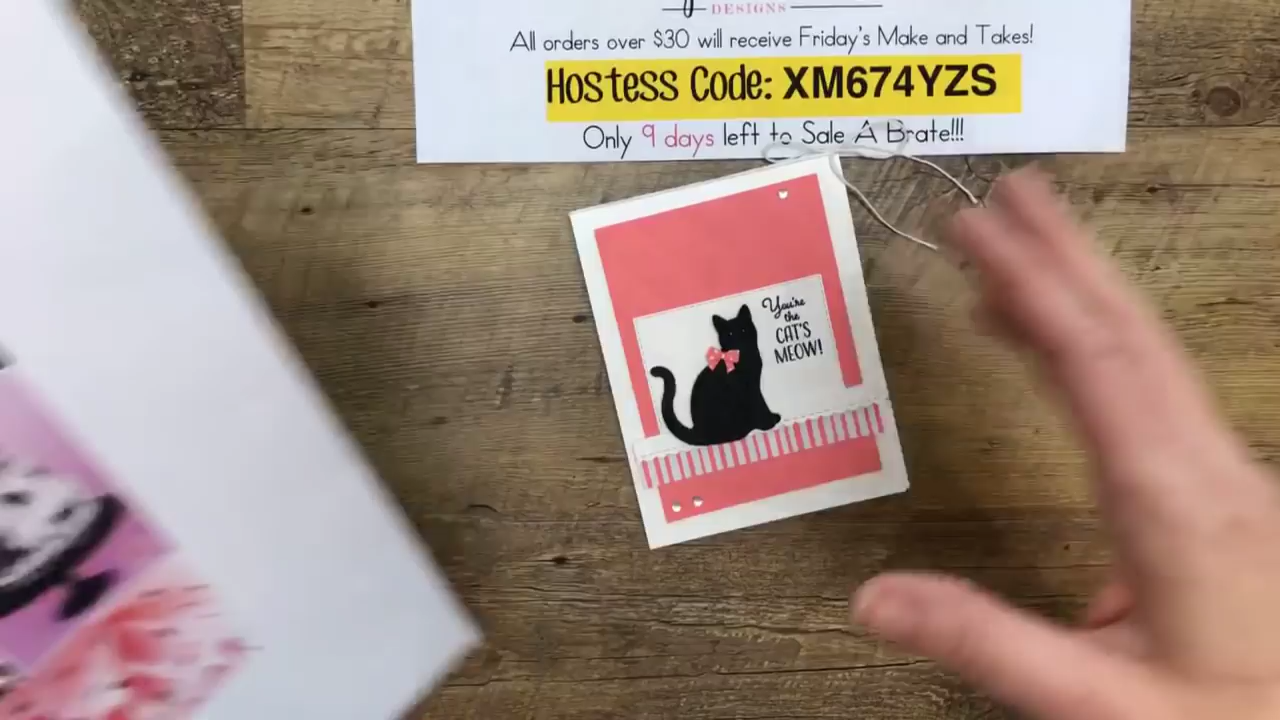 DESIGNS
All orders over $30 will receive Friday's Make and Takes!
Hostess Code: XM674YZS
Only 9 days left to Sale A Brate!!!
You're
the
CAT'S
MEOW!